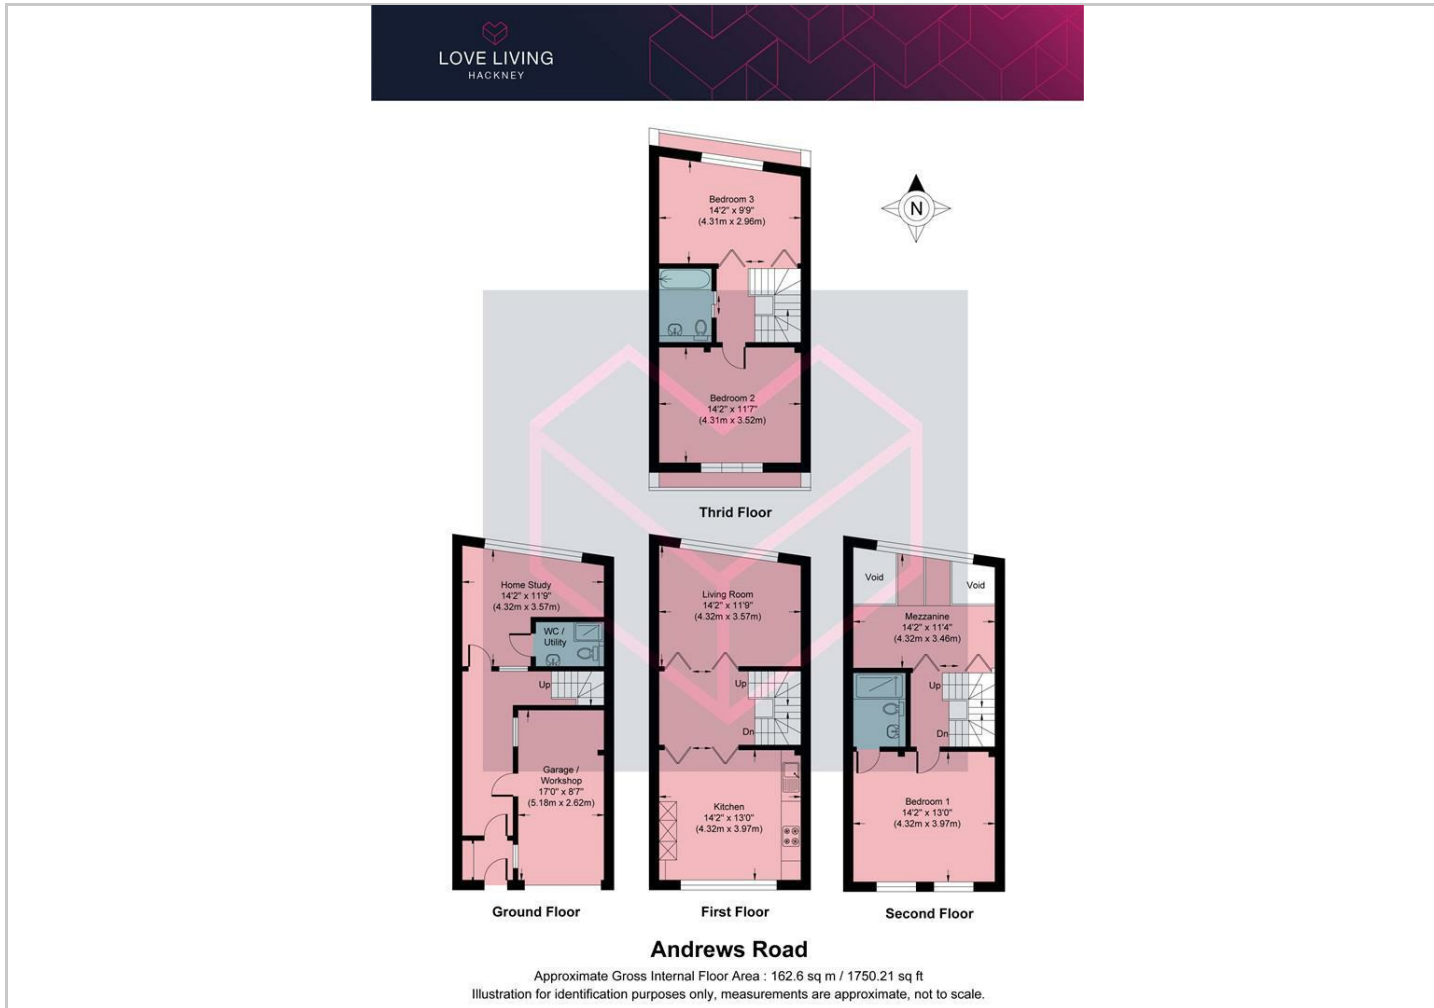 LOVE LIVING
HACKNEY
N
Bedroom 3
14'2" x 9'9"
(4.31m x 2.96m)
Bedroom 2
14'2" x 11'7"
(4.31m x 3.52m)
Thrid Floor
Home Study
14'2" x 11'9"
(4.32m x 3.57m)
WC /
Utility
Up
Garage /
Workshop
17'0" x 8'7"
(5.18m x 2.62m)
Ground Floor
Living Room
14'2" x 11'9"
(4.32m x 3.57m)
Up
Dn
Kitchen
14'2" x 13'0"
(4.32m x 3.97m)
First Floor
Void
Void
Mezzanine
14'2" x 11'4"
(4.32m x 3.46m)
Up
Dn
Bedroom 1
14'2" x 13'0"
(4.32m x 3.97m)
Second Floor
Andrews Road
Approximate Gross Internal Floor Area : 162.6 sq m / 1750.21 sq ft
Illustration for identification purposes only, measurements are approximate, not to scale.